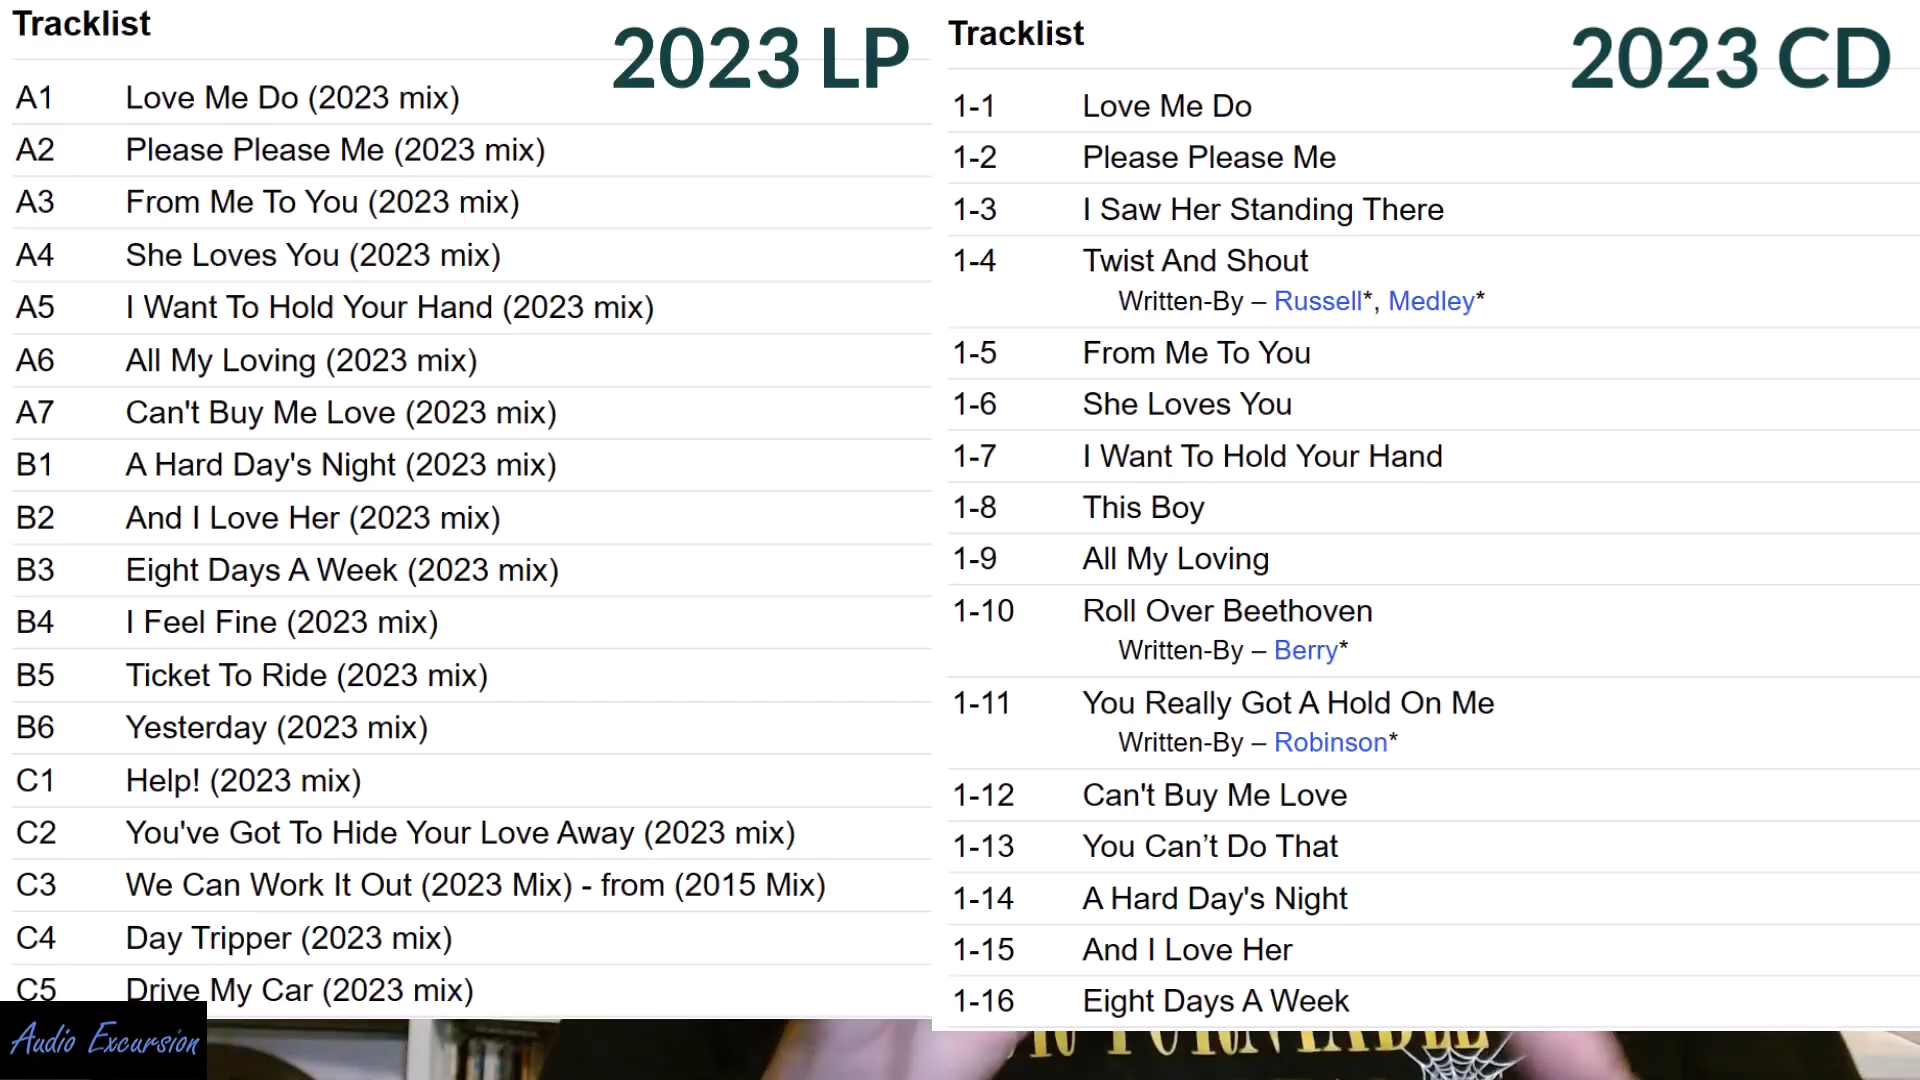 Tracklist
2023 LP
A1 Love Me Do (2023 mix)
A2 Please Please Me (2023 mix)
A3 From Me To You (2023 mix)
A4 She Loves You (2023 mix)
A5 I Want To Hold Your Hand (2023 mix)
A6 All My Loving (2023 mix)
A7 Can't Buy Me Love (2023 mix)
B1 A Hard Day's Night (2023 mix)
B2 And I Love Her (2023 mix)
B3 Eight Days A Week (2023 mix)
B4 I Feel Fine (2023 mix)
B5 Ticket To Ride (2023 mix)
B6 Yesterday (2023 mix)
C1 Help! (2023 mix)
C2 You've Got To Hide Your Love Away (2023 mix)
C3 We Can Work It Out (2023 Mix) - from (2015 Mix)
C4 Day Tripper (2023 mix)
C5 Drive My Car (2023 mix)
Tracklist
2023 CD
1-1 Love Me Do
1-2 Please Please Me
1-3 I Saw Her Standing There
1-4 Twist And Shout
Written-By – Russell*, Medley*
1-5 From Me To You
1-6 She Loves You
1-7 I Want To Hold Your Hand
1-8 This Boy
1-9 All My Loving
1-10 Roll Over Beethoven
Written-By – Berry*
1-11 You Really Got A Hold On Me
Written-By – Robinson*
1-12 Can't Buy Me Love
1-13 You Can’t Do That
1-14 A Hard Day's Night
1-15 And I Love Her
1-16 Eight Days A Week
Audio Excursion
TURNTABLE